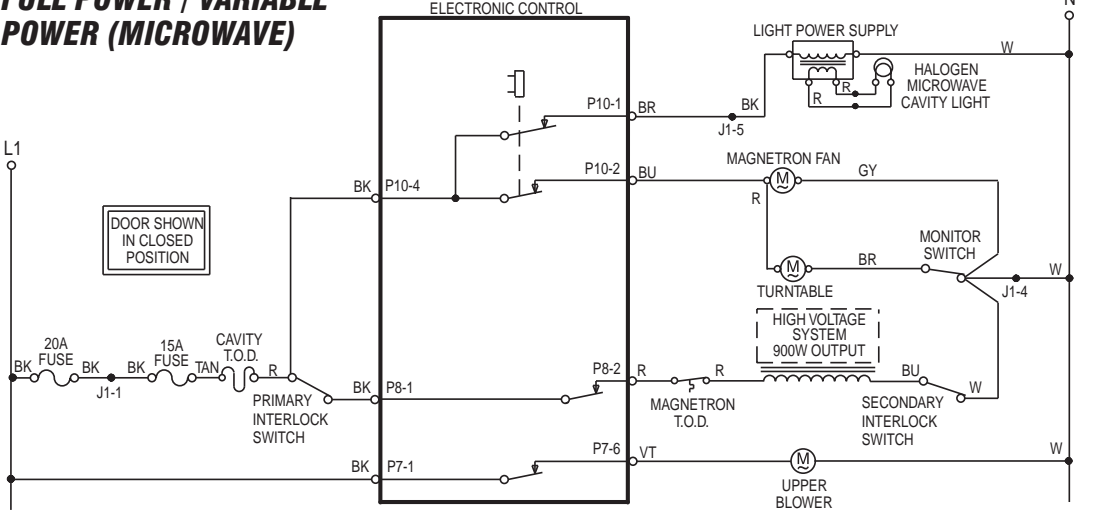 FULL POWER / VARIABLE
POWER (MICROWAVE)
ELECTRONIC CONTROL
N
LIGHT POWER SUPPLY
W
HALOGEN
MICROWAVE
CAVITY LIGHT
R
R
P10-1
BR
BK
J1-5
L1
MAGNETRON FAN
P10-2
BU
GY
BK
P10-4
R
DOOR SHOWN
IN CLOSED
POSITION
MONITOR
SWITCH
BR
W
TURNTABLE
J1-4
HIGH VOLTAGE
SYSTEM
900W OUTPUT
20A
FUSE
15A
FUSE
CAVITY
T.O.D.
BK
BK
BK
TAN
R
J1-1
P8-2
R
R
BU
W
BK
P8-1
PRIMARY
INTERLOCK
SWITCH
MAGNETRON
T.O.D.
SECONDARY
INTERLOCK
SWITCH
P7-6
VT
W
BK
P7-1
M
M
M
UPPER
BLOWER